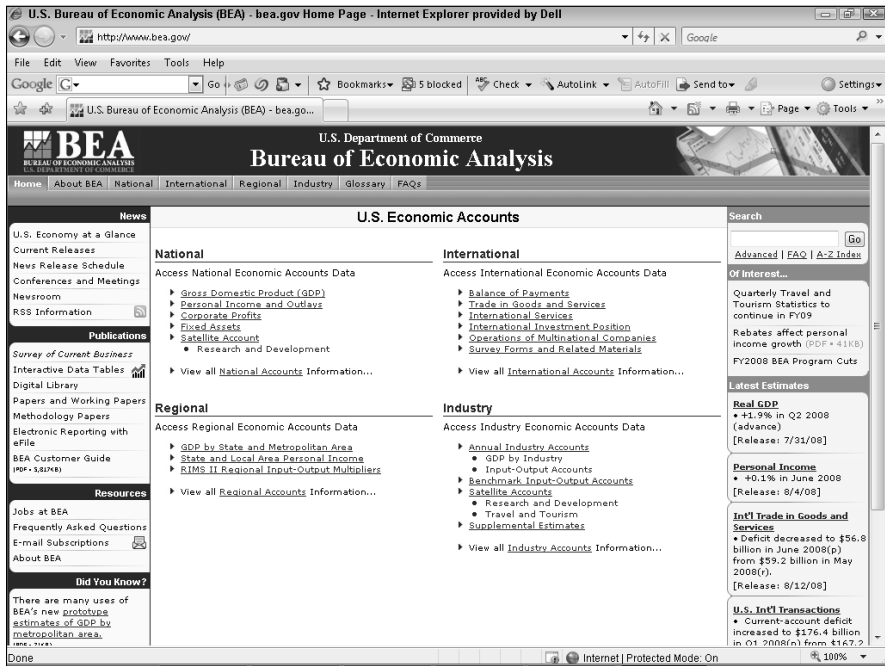 U.S. Bureau of Economic Analysis (BEA) - bea.gov Home Page - Internet Explorer provided by Dell
http://www.bea.gov/
Google
File Edit View Favorites Tools Help
Google G Go Bookmarks 5 blocked Check AutoLink AutoFill Send to Settings
U.S. Bureau of Economic Analysis (BEA) - bea.go...
Page Tools
BEA
BUREAU OF ECONOMIC ANALYSIS
U.S. DEPARTMENT OF COMMERCE
U.S. Department of Commerce
Bureau of Economic Analysis
Home About BEA National International Regional Industry Glossary FAQs
News
U.S. Economy at a Glance
Current Releases
News Release Schedule
Conferences and Meetings
Newsroom
RSS Information
Publications
Survey of Current Business
Interactive Data Tables
Digital Library
Papers and Working Papers
Methodology Papers
Electronic Reporting with
eFile
BEA Customer Guide
(PDF • 5,817KB)
Resources
Jobs at BEA
Frequently Asked Questions
E-mail Subscriptions
About BEA
Did You Know?
There are many uses of
BEA's new prototype
estimates of GDP by
metropolitan area.
U.S. Economic Accounts
National
Access National Economic Accounts Data
Gross Domestic Product (GDP)
Personal Income and Outlays
Corporate Profits
Fixed Assets
Satellite Account
• Research and Development
View all National Accounts Information...
International
Access International Economic Accounts Data
Balance of Payments
Trade in Goods and Services
International Services
International Investment Position
Operations of Multinational Companies
Survey Forms and Related Materials
View all International Accounts Information...
Regional
Access Regional Economic Accounts Data
GDP by State and Metropolitan Area
State and Local Area Personal Income
RIMS II Regional Input-Output Multipliers
View all Regional Accounts Information...
Industry
Access Industry Economic Accounts Data
Annual Industry Accounts
• GDP by Industry
• Input-Output Accounts
Benchmark Input-Output Accounts
Satellite Accounts
• Research and Development
• Travel and Tourism
Supplemental Estimates
View all Industry Accounts Information...
Search
Go
Advanced | FAQ | A-Z Index
Of Interest...
Quarterly Travel and
Tourism Statistics to
continue in FY09
Rebates affect personal
income growth (PDF • 41KB)
FY2008 BEA Program Cuts
Latest Estimates
Real GDP
• +1.9% in Q2 2008
(advance)
[Release: 7/31/08]
Personal Income
• +0.1% in June 2008
[Release: 8/4/08]
Int'l Trade in Goods and
Services
• Deficit decreased to $56.8
billion in June 2008(p)
from $59.2 billion in May
2008(r).
[Release: 8/12/08]
U.S. Int'l Transactions
• Current-account deficit
increased to $176.4 billion
in Q1 2008(p) from $167.2
Done
Internet | Protected Mode: On
100%